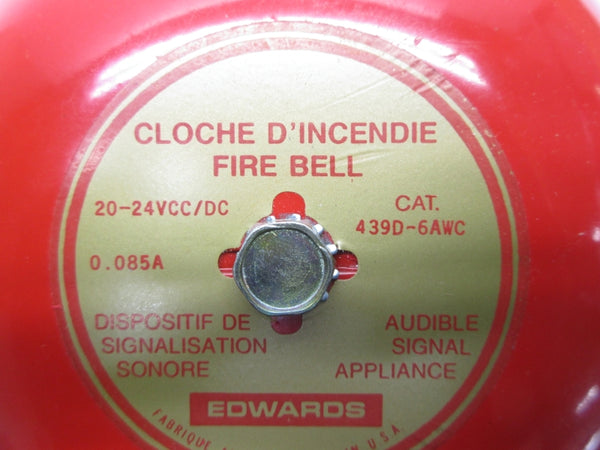 CLOCHE D'INCENDIE
FIRE BELL
20-24VCC/DC
CAT.
439D-6AWC
0.085A
DISPOSITIF DE
SIGNALISATION
SONORE
AUDIBLE
SIGNAL
APPLIANCE
EDWARDS
FABRIQUE
U.S.A